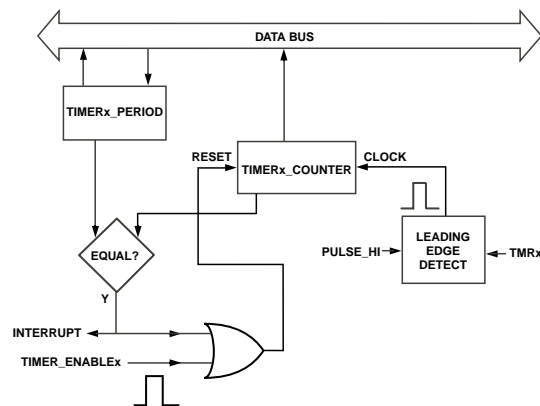 DATA BUS
TIMERx_PERIOD
RESET
TIMERx_COUNTER
CLOCK
EQUAL?
PULSE_HI
LEADING
EDGE
DETECT
TMRx
Y
INTERRUPT
TIMER_ENABLEx